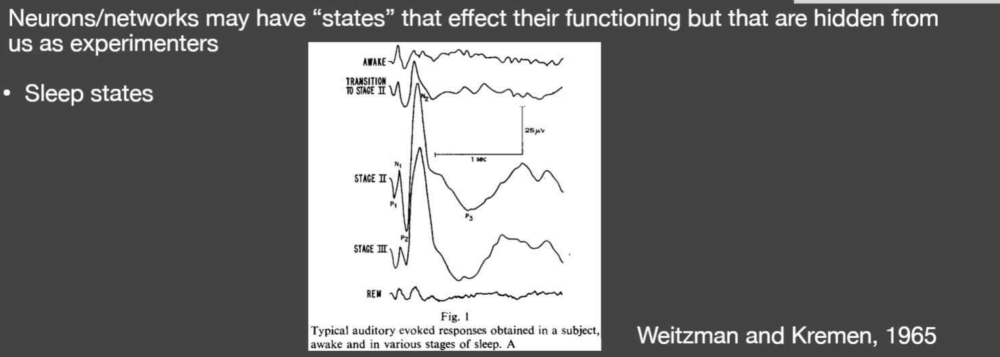 Neurons/networks may have “states” that effect their functioning but that are hidden from
us as experimenters
• Sleep states
AWAKE
TRANSITION
TO STAGE II
N2
25μv
1 sec
N1
STAGE II
P1
P3
P2
STAGE III
REM
Fig. 1
Typical auditory evoked responses obtained in a subject,
awake and in various stages of sleep. A
Weitzman and Kremen, 1965